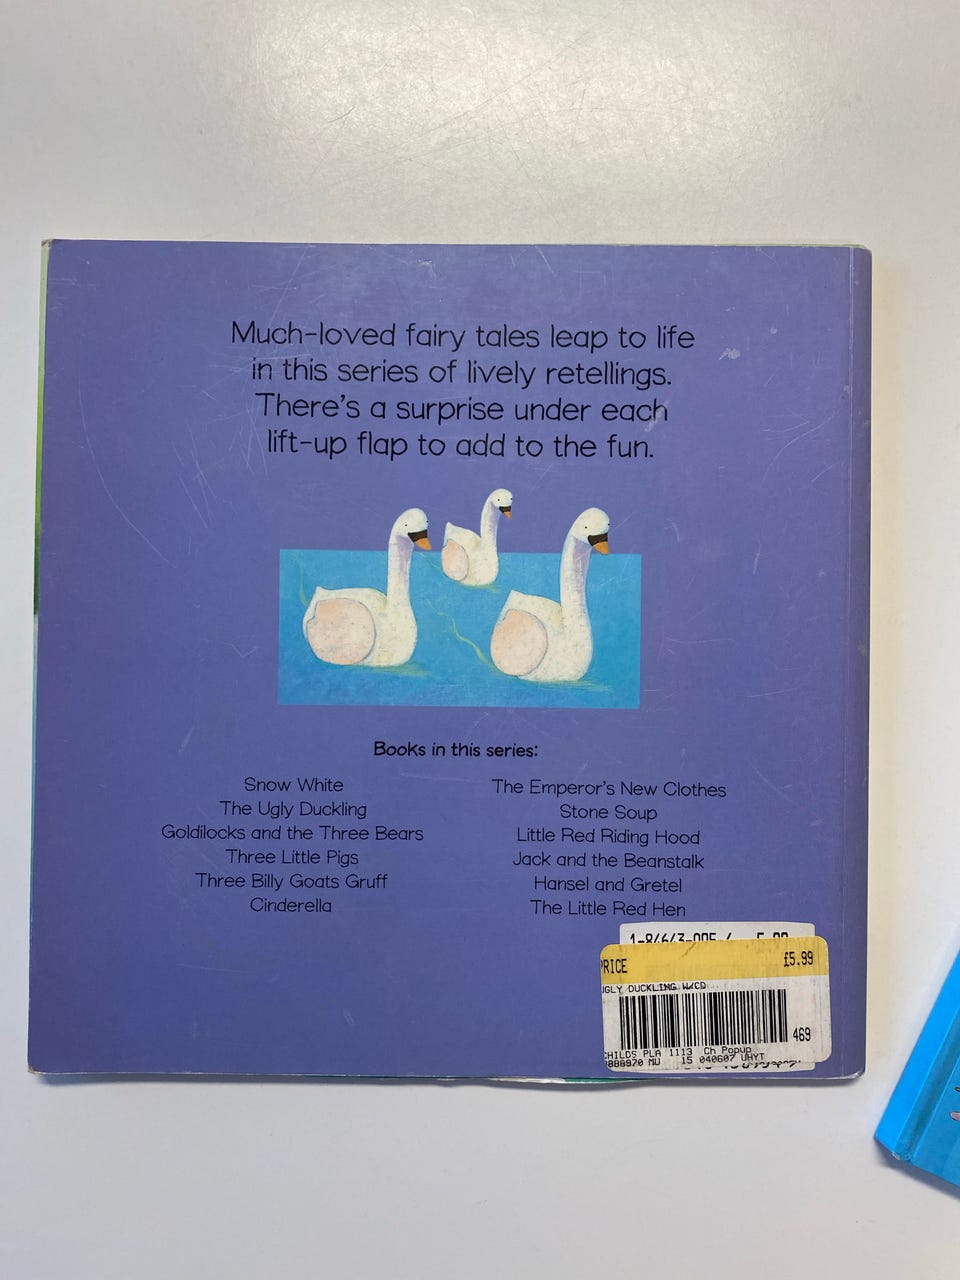 Much-loved fairy tales leap to life
in this series of lively retellings.
There's a surprise under each
lift-up flap to add to the fun.
Books in this series:
Snow White
The Ugly Duckling
Goldilocks and the Three Bears
Three Little Pigs
Three Billy Goats Gruff
Cinderella
The Emperor's New Clothes
Stone Soup
Little Red Riding Hood
Jack and the Beanstalk
Hansel and Gretel
The Little Red Hen
PRICE £5.99
UGLY DUCKLING W/CD
469
CHILDS PLA 1113 Ch Popup
MU 15 040607 UHYT